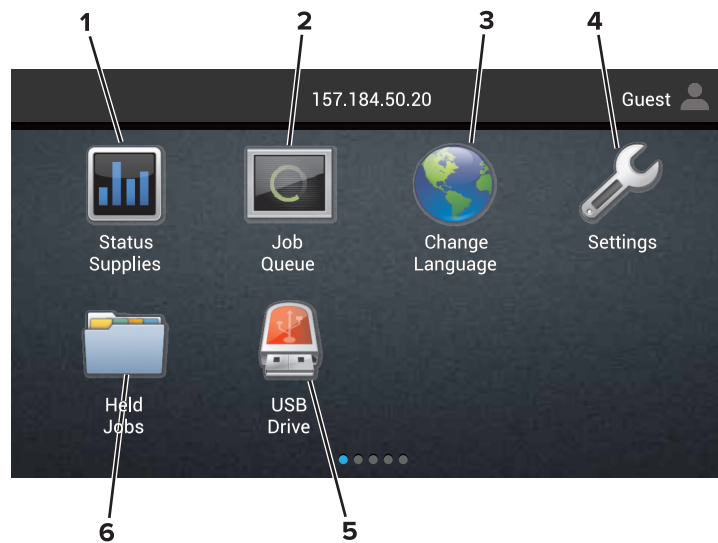 1 2 3 4
157.184.50.20 Guest
Status Supplies
Job Queue
Change Language
Settings
Held Jobs
USB Drive
6 5